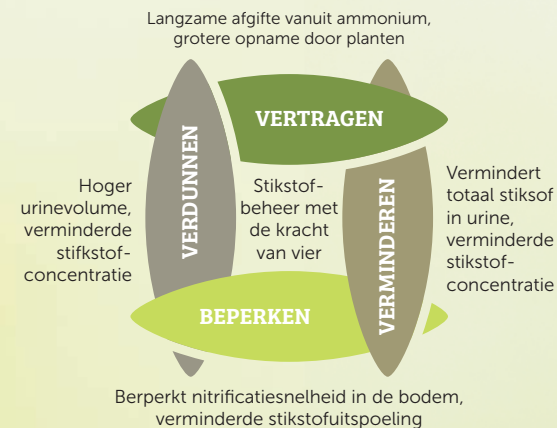 Langzame afgifte vanuit ammonium,
grotere opname door planten
VERTRAGEN
VERDUNNEN
Hoger
urinevolume,
verminderde
stifkstof-
concentratie
Stikstof-
beheer met
de kracht
van vier
VERMINDEREN
Vermindert
totaal stiksof
in urine,
verminderde
stikstof-
concentratie
BEPERKEN
Berperkt nitrificatiesnelheid in de bodem,
verminderde stikstofuitspoeling